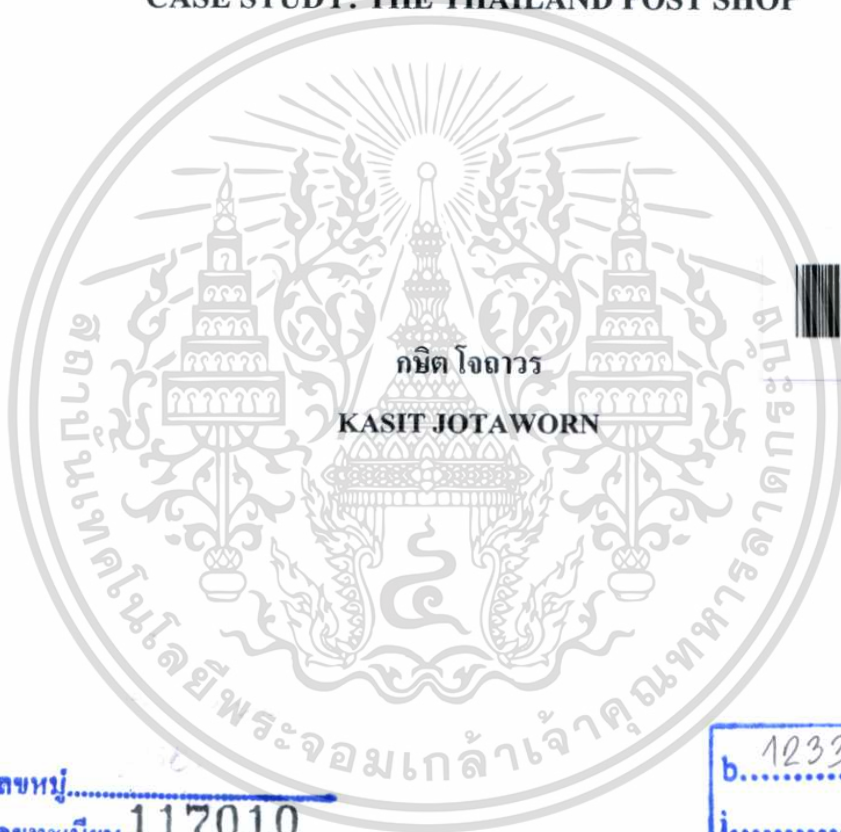 CASE STUDY: THE THAILAND POST SHOP
กษิต โจถาวร
KASIT JOTAWORN
สถาบันเทคโนโลยีพระจอมเกล้าเจ้าคุณทหารลาดกระบัง
๔
117010
b.....1233